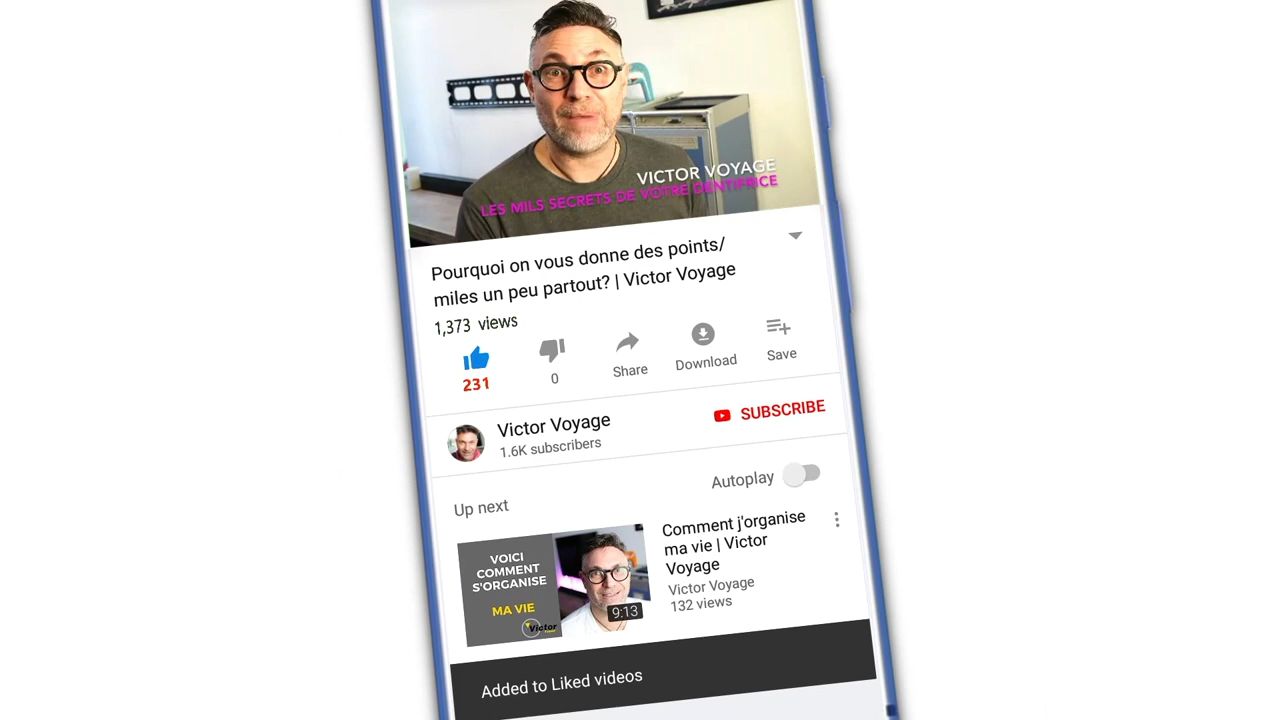 VICTOR VOYAGE
LES MILS SECRETS DE VOTRE DENTIFRICE
Pourquoi on vous donne des points/
miles un peu partout? | Victor Voyage
1,373 views
231
0
Share
Download
Save
Victor Voyage
1.6K subscribers
SUBSCRIBE
Autoplay
Up next
VOICI
COMMENT
S'ORGANISE
MA VIE
Victor
9:13
Comment j'organise
ma vie | Victor
Voyage
Victor Voyage
132 views
Added to Liked videos